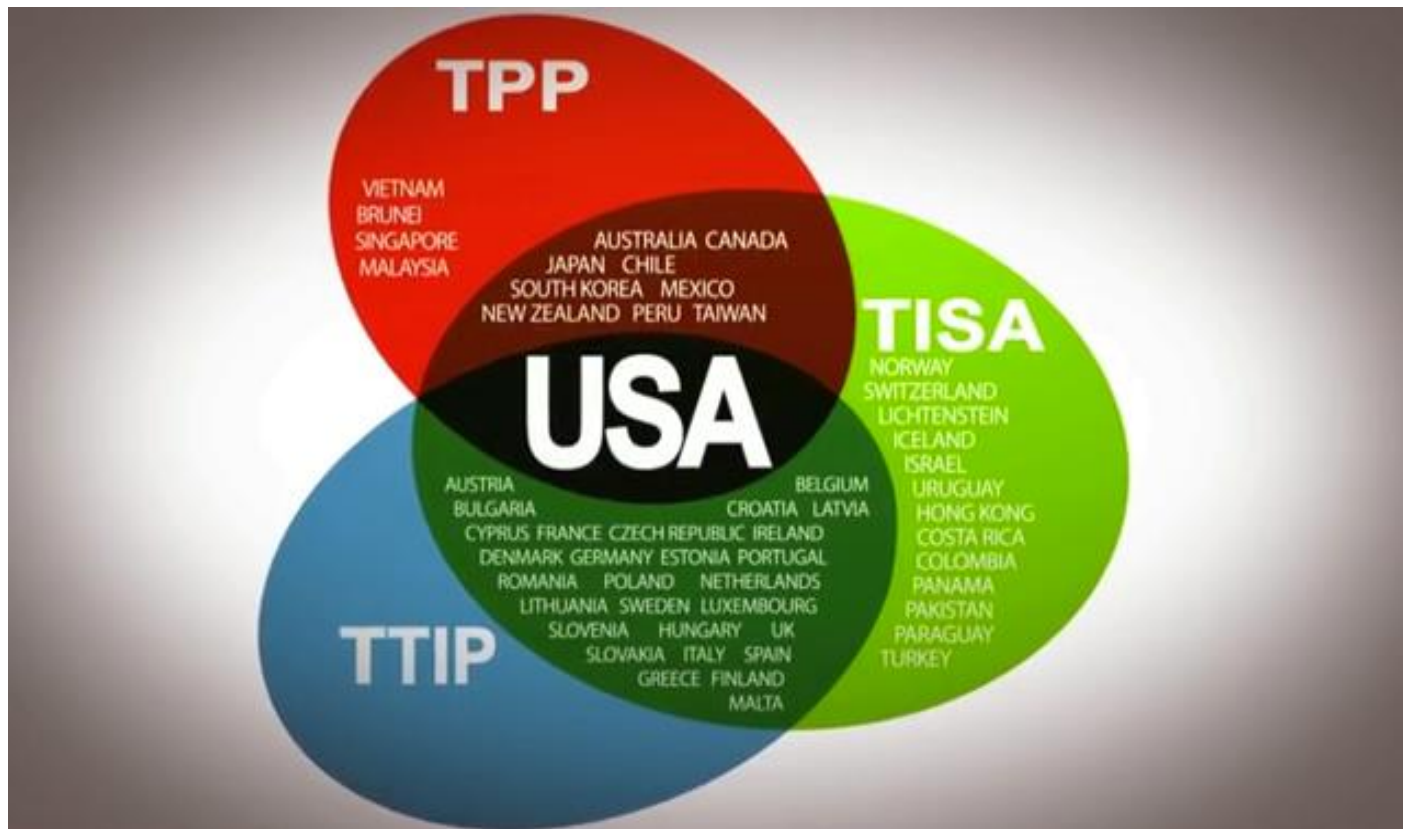 TPP
VIETNAM
BRUNEI
SINGAPORE
MALAYSIA
AUSTRALIA CANADA
JAPAN CHILE
SOUTH KOREA MEXICO
NEW ZEALAND PERU TAIWAN
USA
TISA
NORWAY
SWITZERLAND
LICHTENSTEIN
ICELAND
ISRAEL
URUGUAY
HONG KONG
COSTA RICA
COLOMBIA
PANAMA
PAKISTAN
PARAGUAY
TURKEY
AUSTRIA BELGIUM
BULGARIA CROATIA LATVIA
CYPRUS FRANCE CZECH REPUBLIC IRELAND
DENMARK GERMANY ESTONIA PORTUGAL
ROMANIA POLAND NETHERLANDS
LITHUANIA SWEDEN LUXEMBOURG
SLOVENIA HUNGARY UK
SLOVAKIA ITALY SPAIN
GREECE FINLAND
MALTA
TTIP